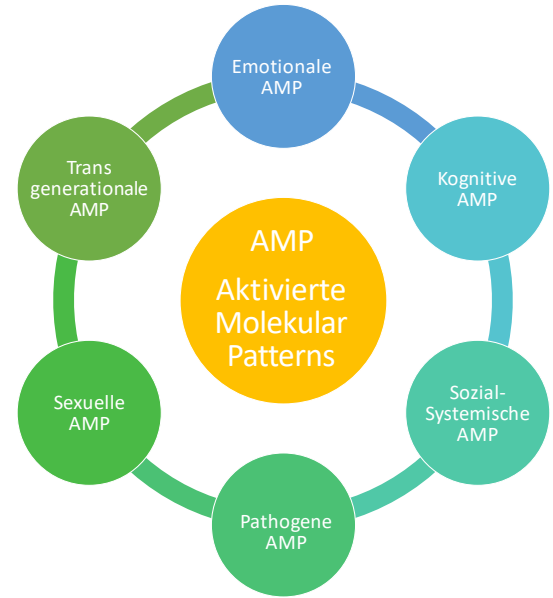 Emotionale
AMP
Kognitive
AMP
Sozial-
Systemische
AMP
Pathogene
AMP
Sexuelle
AMP
Trans
generationale
AMP
AMP
Aktivierte
Molekular
Patterns